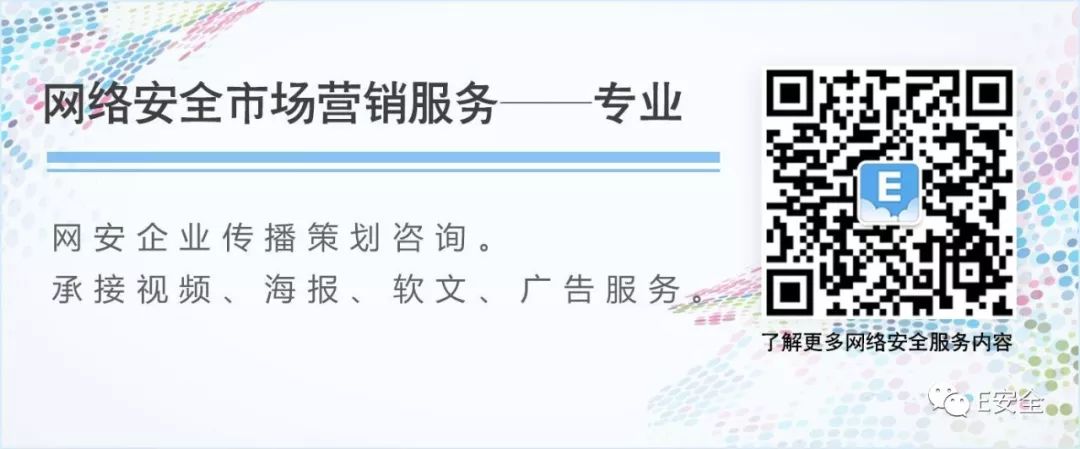 网络安全市场营销服务——专业
网安企业传播策划咨询。
承接视频、海报、软文、广告服务。
E
了解更多网络安全服务内容
E安全